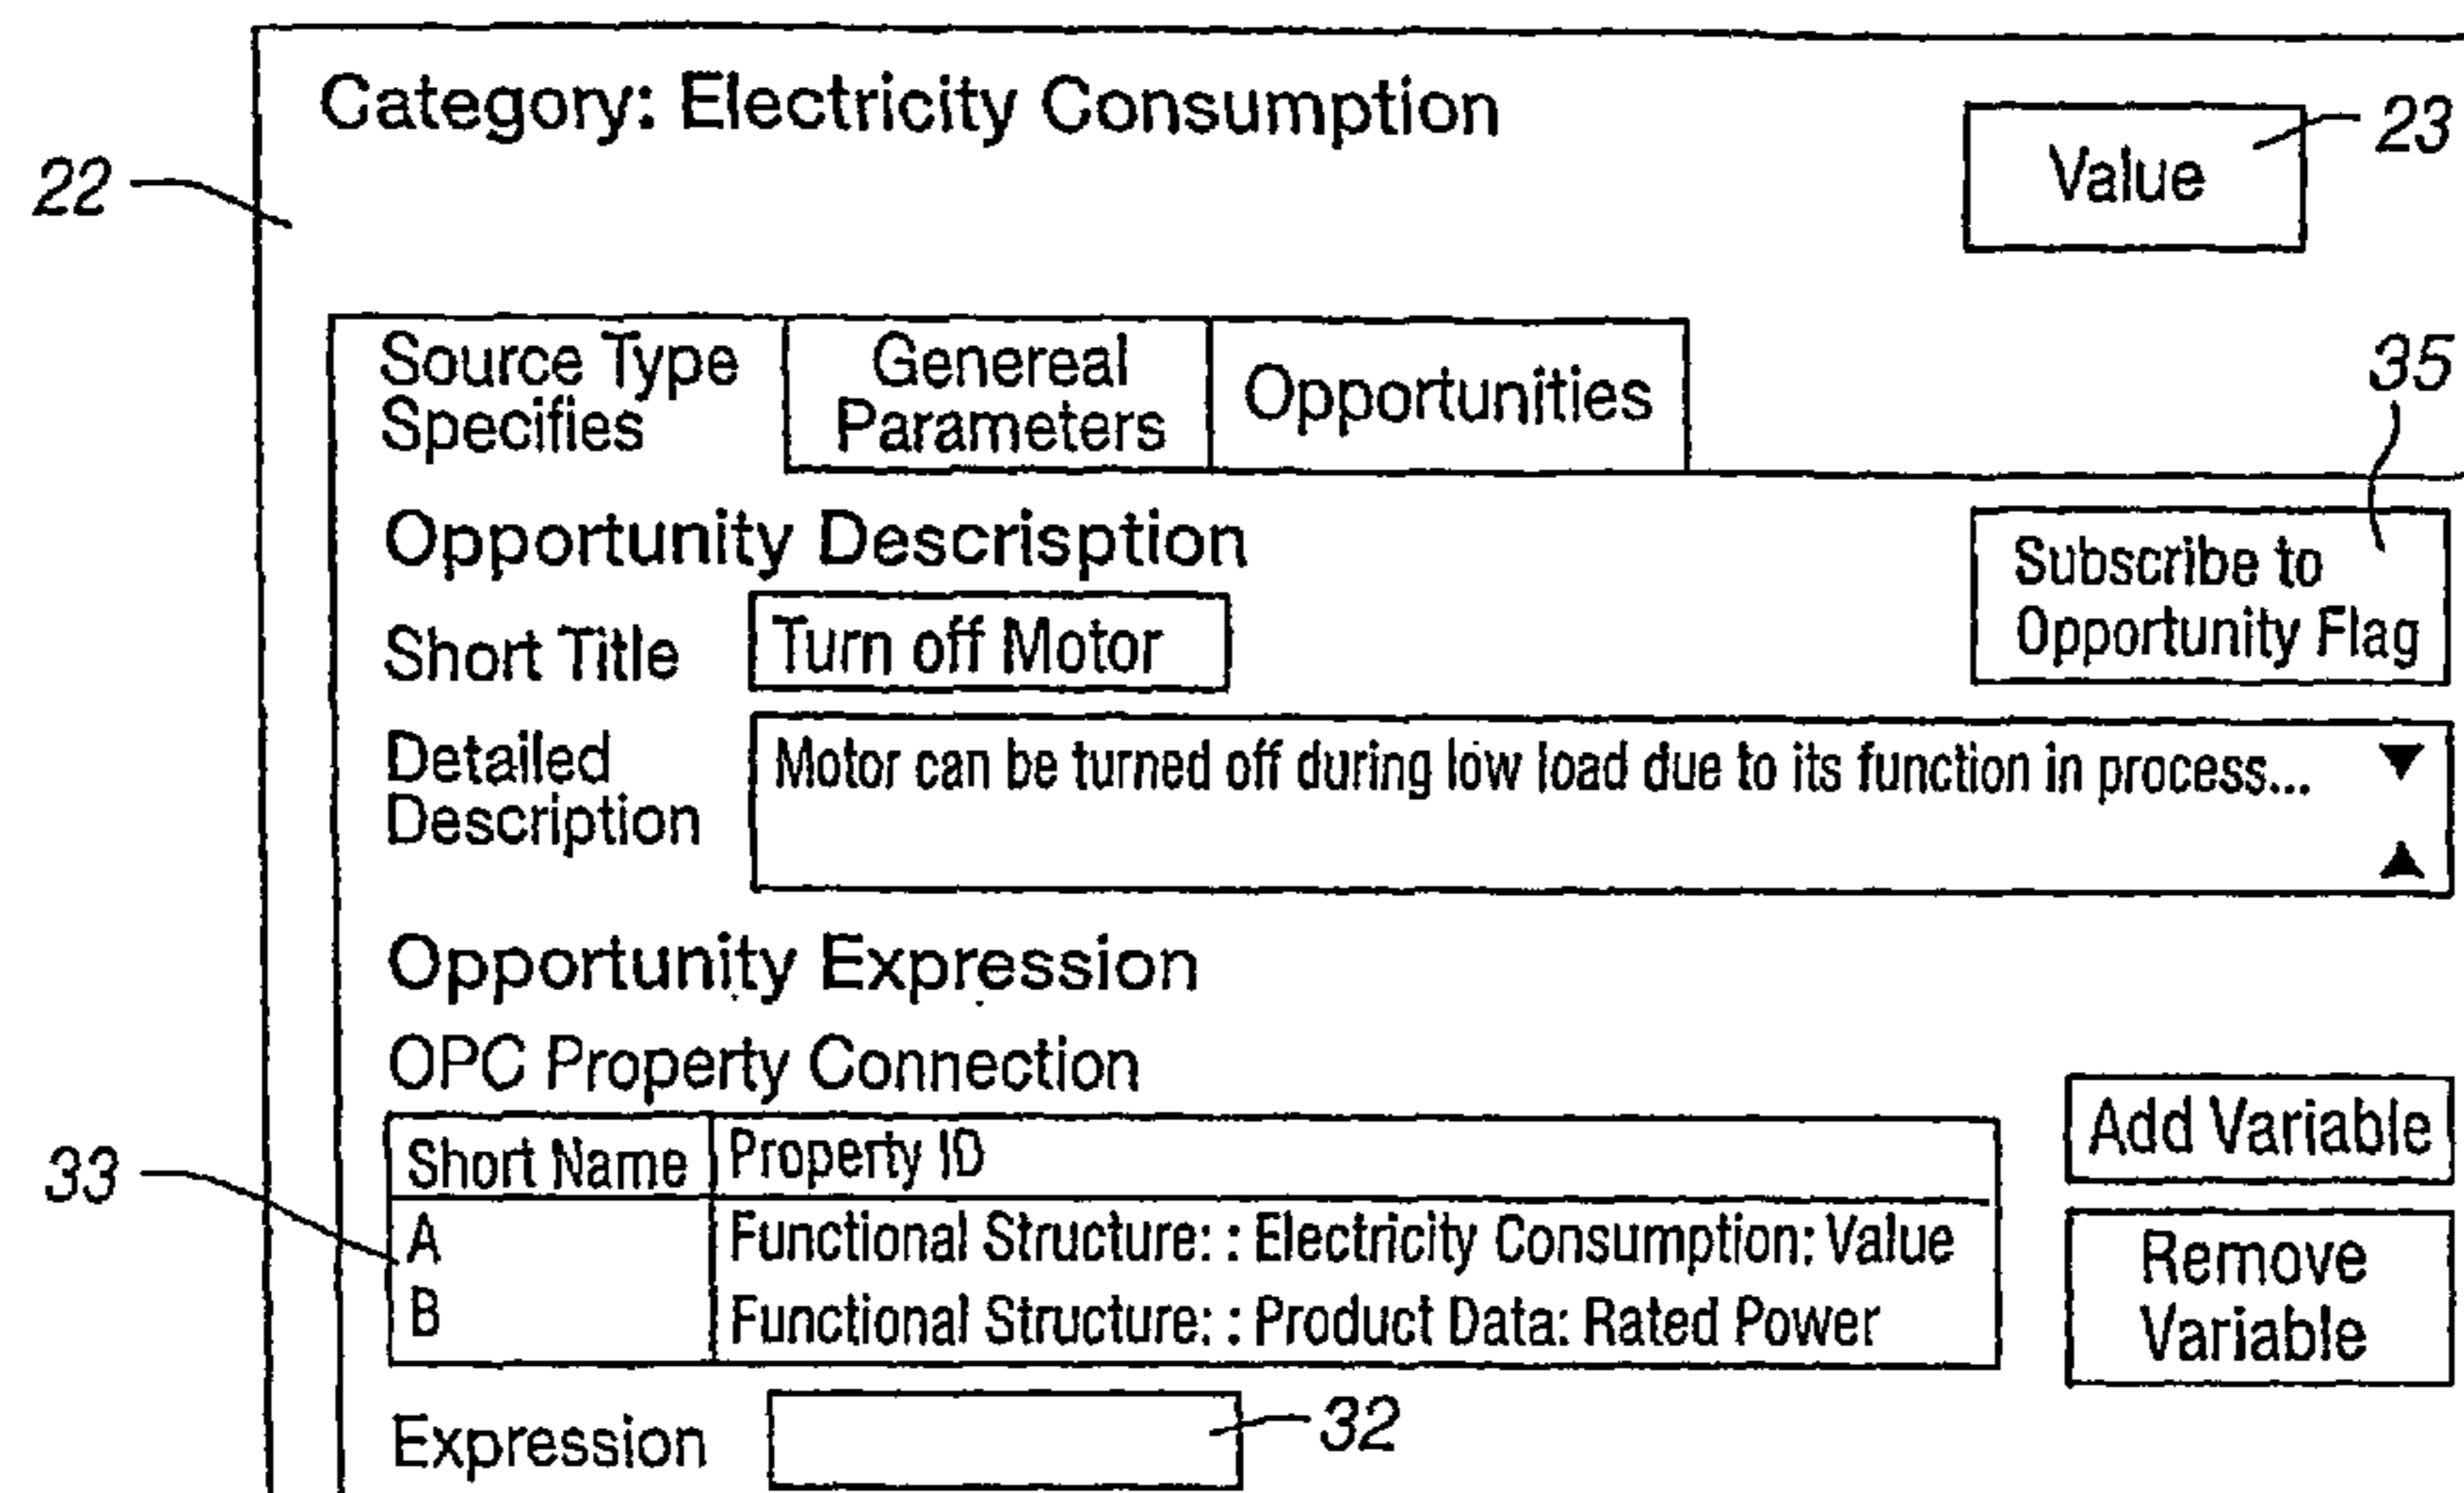 Category: Electricity Consumption
22
Value
23
Source Type
Specifies
Genereal
Parameters
Opportunities
35
Opportunity Descrisption
Subscribe to
Opportunity Flag
Short Title
Turn off Motor
Detailed
Description
Motor can be turned off during low load due to its function in process...
Opportunity Expression
OPC Property Connection
Add Variable
33
Short Name
Property ID
A
Functional Structure: : Electricity Consumption: Value
B
Functional Structure: : Product Data: Rated Power
Remove
Variable
Expression
32